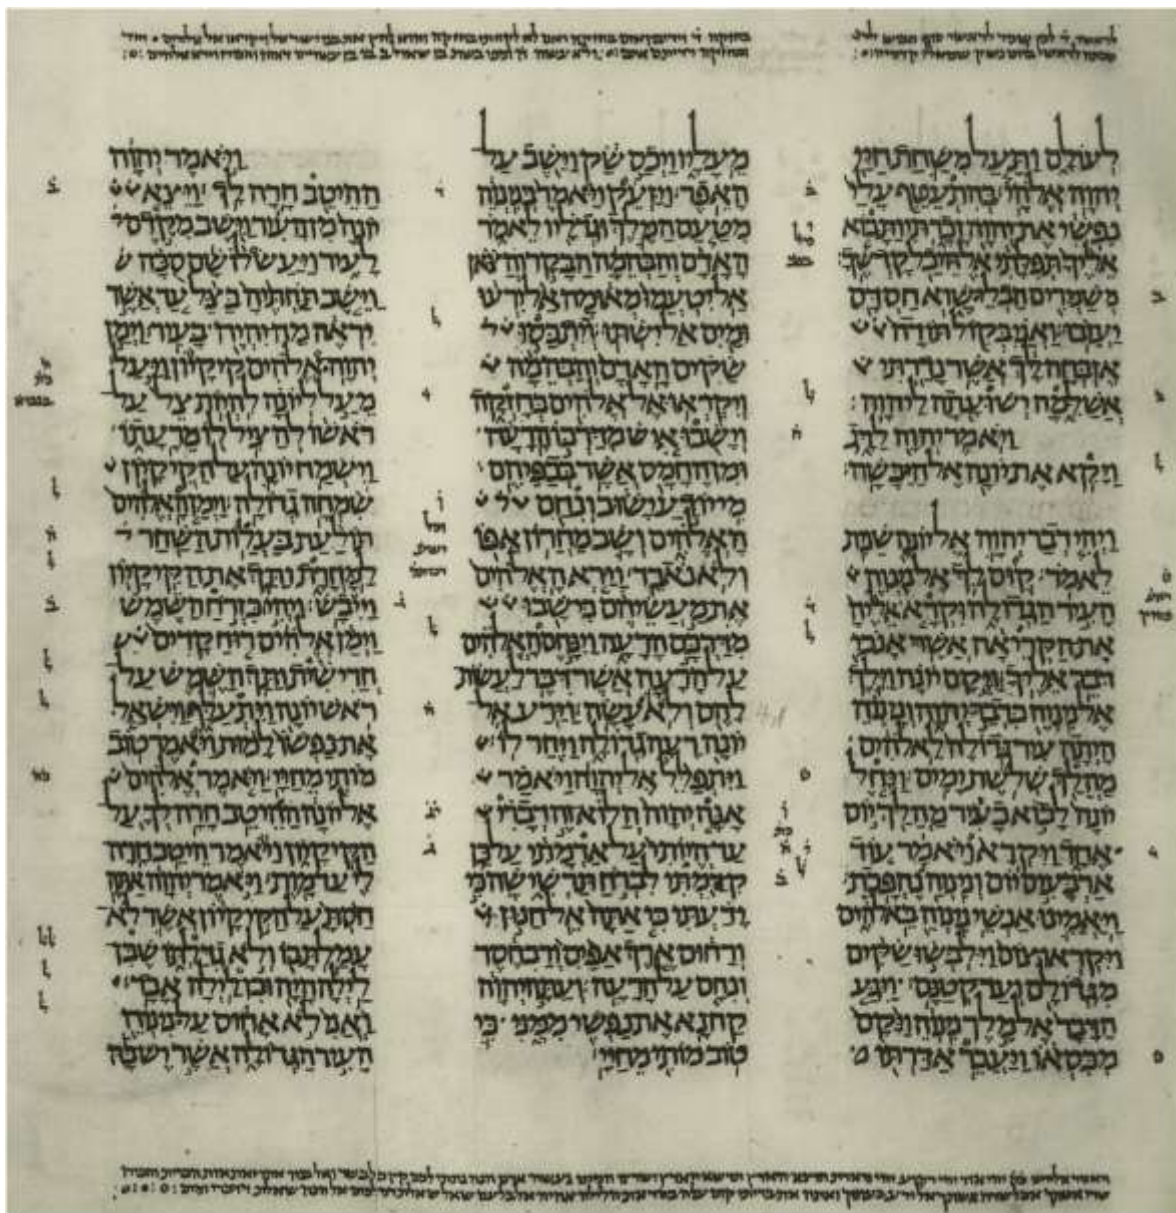 לעולם ותעל משחת חיי
יהוה אלהי׃ בהתעטף עלי
נפשי את יהוה זכרתי ותבוא
אליך תפלתי אל היכל קדשך׃
משמרים הבלי שוא חסדם
יעזבו׃ ואני בקול תודה
אזבחה לך אשר נדרתי
אשלמה ישועתה ליהוה׃
ויאמר יהוה לדג
ויקא את יונה אל היבשה׃
ויהי דבר יהוה אל יונה שנית
לאמר׃ קום לך אל נינוה
העיר הגדולה וקרא אליה
את הקריאה אשר אנכי
דבר אליך׃ ויקם יונה וילך
אל נינוה כדבר יהוה ונינוה
היתה עיר גדולה לאלהים
מהלך שלשת ימים׃ ויחל
יונה לבוא בעיר מהלך יום
אחד ויקרא ויאמר עוד
ארבעים יום ונינוה נהפכת׃
ויאמינו אנשי נינוה באלהים
ויקראו צום וילבשו שקים
מגדולם ועד קטנם׃ ויגע
הדבר אל מלך נינוה ויקם
מכסאו ויעבר אדרתו
מעליו ויכס שק וישב על
האפר׃ ויזעק ויאמר בנינוה
מטעם המלך וגדליו לאמר
האדם והבהמה הבקר והצאן
אל יטעמו מאומה אל ירעו
ומים אל ישתו׃ ויתכסו
שקים האדם והבהמה
ויקראו אל אלהים בחזקה
וישבו איש מדרכו הרעה
ומן החמס אשר בכפיהם׃
מי יודע ישוב ונחם
האלהים ושב מחרון אפו
ולא נאבד׃ וירא האלהים
את מעשיהם כי שבו
מדרכם הרעה וינחם האלהים
על הרעה אשר דבר לעשות
להם ולא עשה׃ וירע אל
יונה רעה גדולה ויחר לו׃
ויתפלל אל יהוה ויאמר
אנה יהוה הלוא זה דברי
עד היותי על אדמתי על כן
קדמתי לברח תרשישה כי
ידעתי כי אתה אל חנון
ורחום ארך אפים ורב חסד
ונחם על הרעה׃ ועתה יהוה
קח נא את נפשי ממני כי
טוב מותי מחיי׃
ויאמר יהוה
ההיטב חרה לך׃ ויצא
יונה מן העיר וישב מקדם
לעיר ויעש לו שם סכה
וישב תחתיה בצל עד אשר
יראה מה יהיה בעיר׃ וימן
יהוה אלהים קיקיון ויעל
מעל ליונה להיות צל על
ראשו להציל לו מרעתו
וישמח יונה על הקיקיון
שמחה גדולה׃ וימן האלהים
תולעת בעלות השחר
למחרת ותך את הקיקיון
וייבש׃ ויהי כזרח השמש
וימן אלהים רוח קדים
חרישית ותך השמש על
ראש יונה ויתעלף וישאל
את נפשו למות ויאמר טוב
מותי מחיי׃ ויאמר אלהים
אל יונה ההיטב חרה לך על
הקיקיון ויאמר היטב חרה
לי עד מות׃ ויאמר יהוה אתה
חסת על הקיקיון אשר לא
עמלת בו ולא גדלתו שבן
לילה היה ובן לילה אבד׃
ואני לא אחוס על נינוה
העיר הגדולה אשר יש בה